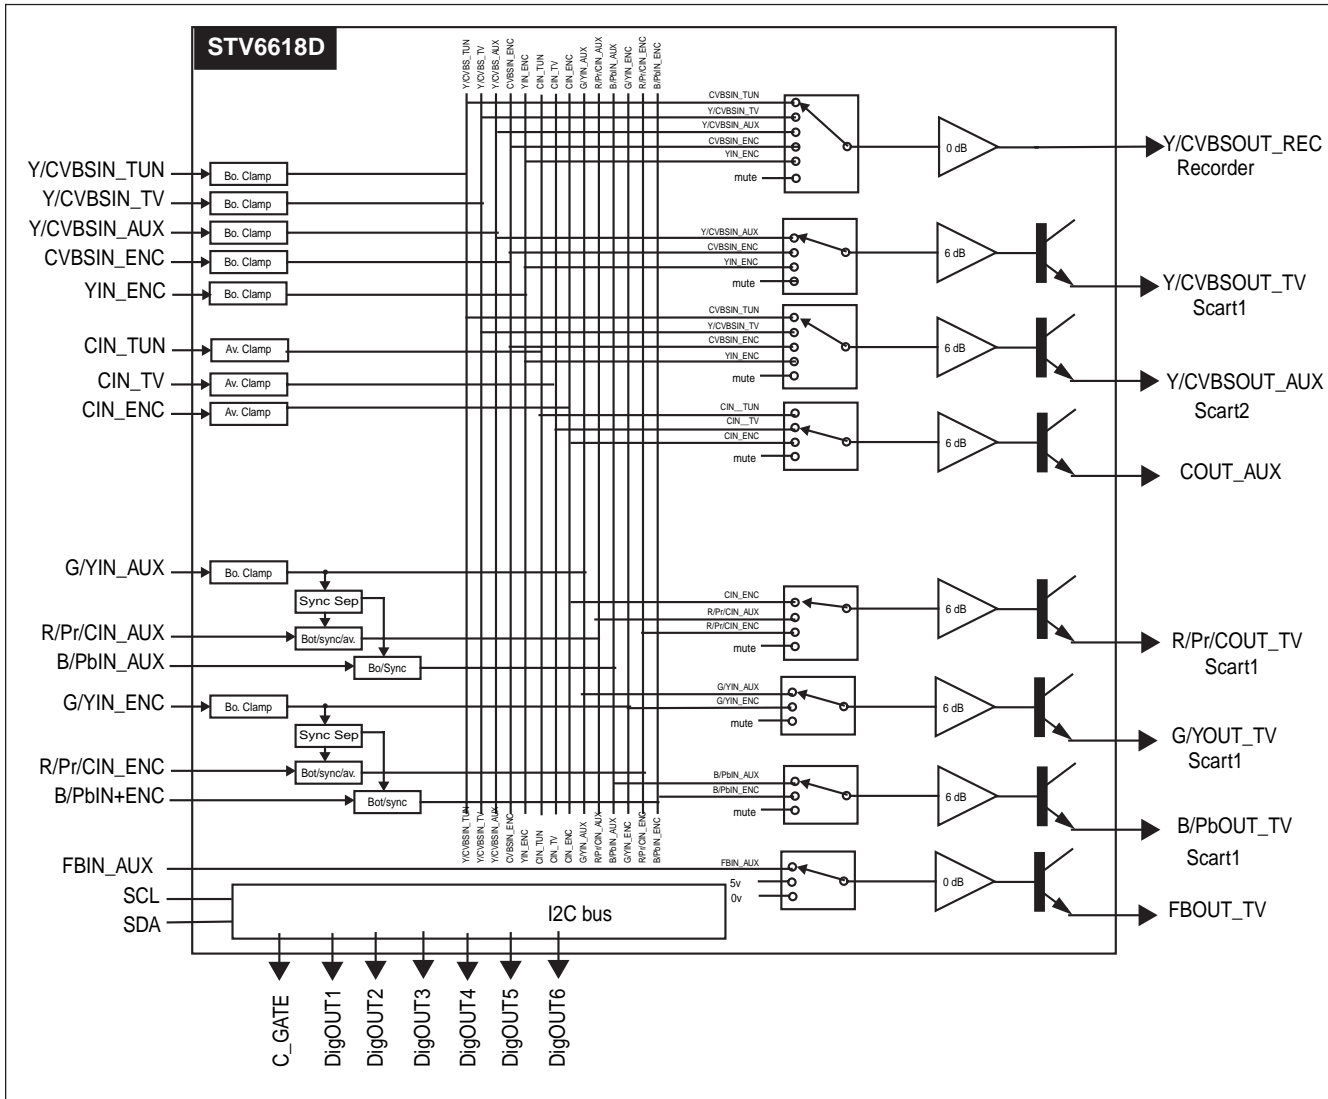 STV6618D
Y/CVBS_TUN
Y/CVBS_TV
Y/CVBS_AUX
CVBSIN_ENC
YIN_ENC
CIN_TUN
CIN_TV
CIN_ENC
G/YIN_AUX
R/Pr/CIN_AUX
B/PbIN_AUX
G/YIN_ENC
R/Pr/CIN_ENC
B/PbIN_ENC
CVBSIN_TUN
Y/CVBSIN_TV
Y/CVBSIN_AUX
CVBSIN_ENC
YIN_ENC
mute
0 dB
Y/CVBSOUT_REC
Recorder
Y/CVBSIN_TUN
Bo. Clamp
Y/CVBSIN_TV
Bo. Clamp
Y/CVBSIN_AUX
Bo. Clamp
CVBSIN_ENC
Bo. Clamp
YIN_ENC
Bo. Clamp
Y/CVBSIN_AUX
CVBSIN_ENC
YIN_ENC
mute
6 dB
Y/CVBSOUT_TV
Scart1
CIN_TUN
Av. Clamp
CIN_TV
Av. Clamp
CIN_ENC
Av. Clamp
CVBSIN_TUN
Y/CVBSIN_TV
CVBSIN_ENC
YIN_ENC
mute
6 dB
Y/CVBSOUT_AUX
Scart2
CIN__TUN
CIN__TV
CIN_ENC
mute
6 dB
COUT_AUX
G/YIN_AUX
Bo. Clamp
Sync Sep
R/Pr/CIN_AUX
Bot/sync/av.
B/PbIN_AUX
Bo/Sync
CIN_ENC
R/Pr/CIN_AUX
R/Pr/CIN_ENC
mute
6 dB
R/Pr/COUT_TV
Scart1
G/YIN_ENC
Bo. Clamp
Sync Sep
R/Pr/CIN_ENC
Bot/sync/av.
B/PbIN+ENC
Bot/sync
G/YIN_AUX
G/YIN_ENC
mute
6 dB
G/YOUT_TV
Scart1
B/PbIN_AUX
B/PbIN_ENC
mute
6 dB
B/PbOUT_TV
Scart1
Y/CVBSIN_TUN
Y/CVBSIN_TV
Y/CVBSIN_AUX
CVBSIN_ENC
YIN_ENC
CIN_TUN
CIN_TV
CIN_ENC
G/YIN_AUX
R/Pr/CIN_AUX
B/PbIN_AUX
G/YIN_ENC
R/Pr/CIN_ENC
B/PbIN_ENC
FBIN_AUX
FBIN_AUX
5v
0v
0 dB
FBOUT_TV
SCL
SDA
I2C bus
C_GATE
DigOUT1
DigOUT2
DigOUT3
DigOUT4
DigOUT5
DigOUT6